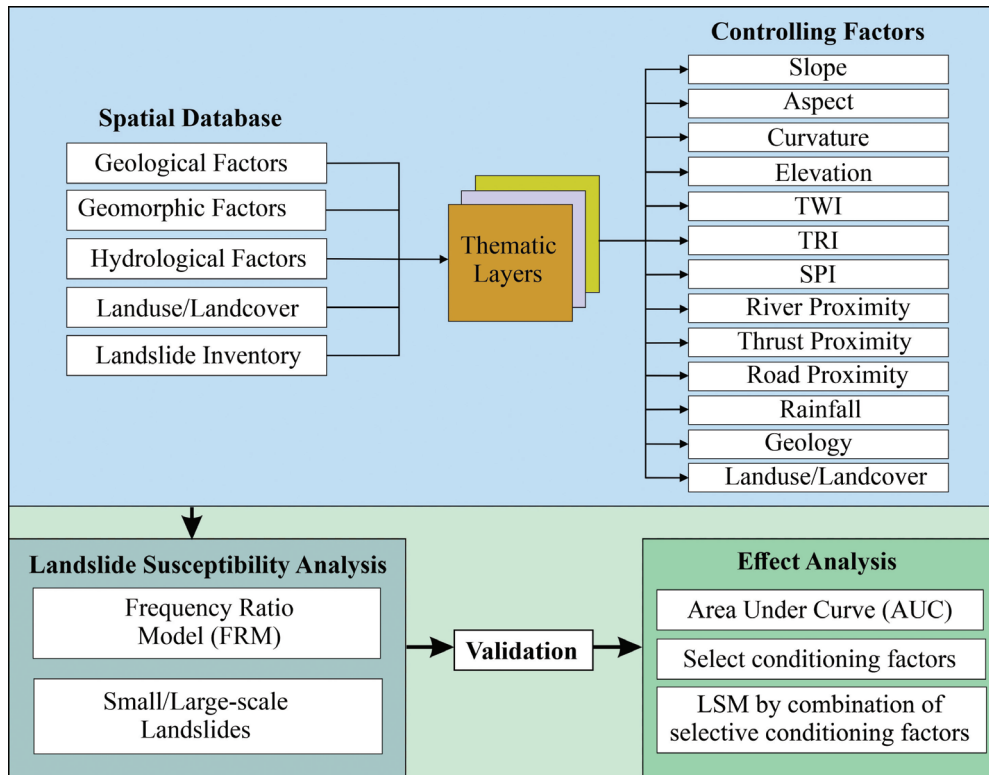 Spatial Database
Geological Factors
Geomorphic Factors
Hydrological Factors
Landuse/Landcover
Landslide Inventory
Thematic
Layers
Controlling Factors
Slope
Aspect
Curvature
Elevation
TWI
TRI
SPI
River Proximity
Thrust Proximity
Road Proximity
Rainfall
Geology
Landuse/Landcover
Landslide Susceptibility Analysis
Frequency Ratio
Model (FRM)
Small/Large-scale
Landslides
Validation
Effect Analysis
Area Under Curve (AUC)
Select conditioning factors
LSM by combination of
selective conditioning factors